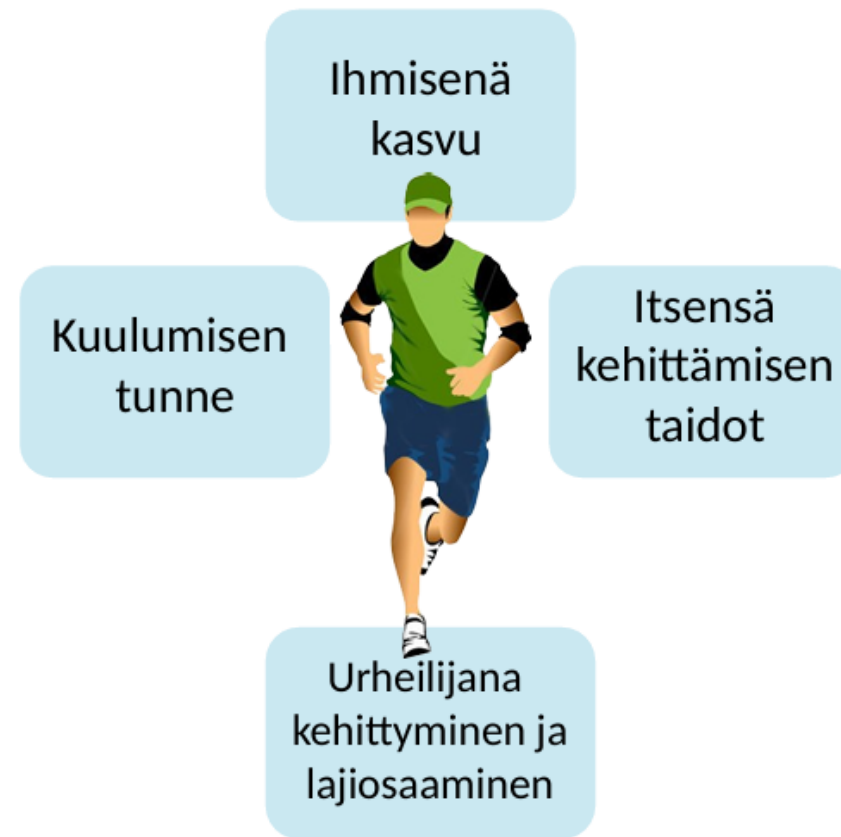 Ihmisenä
kasvu
Kuulumisen
tunne
Itsensä
kehittämisen
taidot
Urheilijana
kehittyminen ja
lajiosaaminen